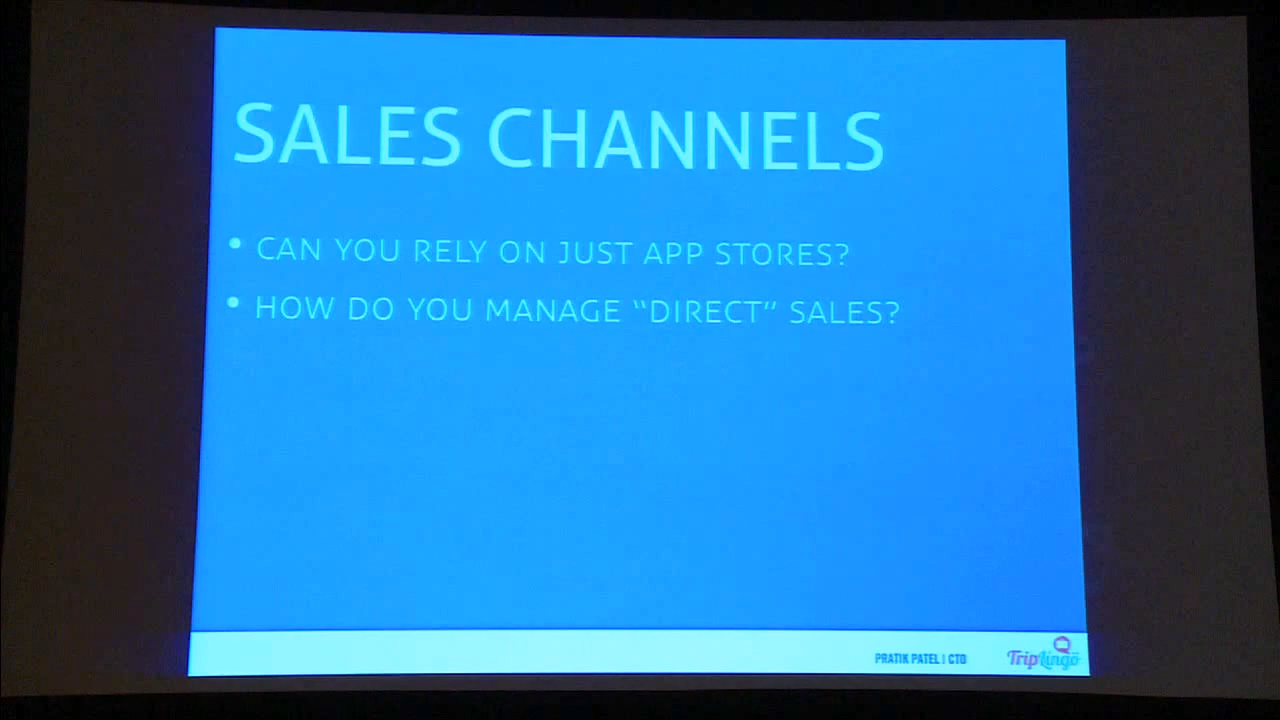 SALES CHANNELS
• CAN YOU RELY ON JUST APP STORES?
• HOW DO YOU MANAGE “DIRECT” SALES?
PRATIK PATEL | CTO
TripLingo